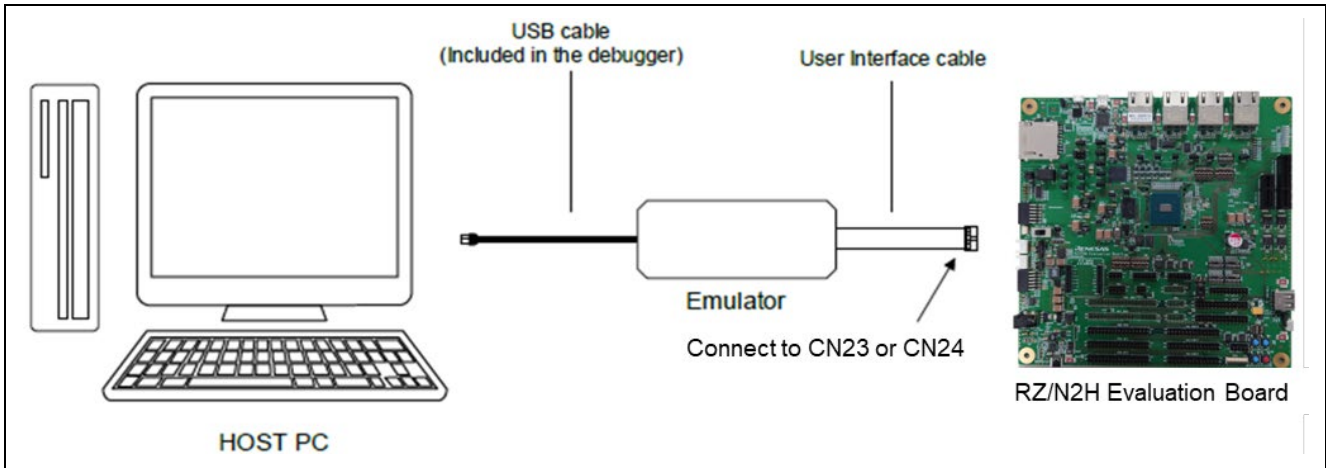 USB cable
(Included in the debugger)
User Interface cable
Emulator
Connect to CN23 or CN24
RZ/N2H Evaluation Board
HOST PC
RENESAS